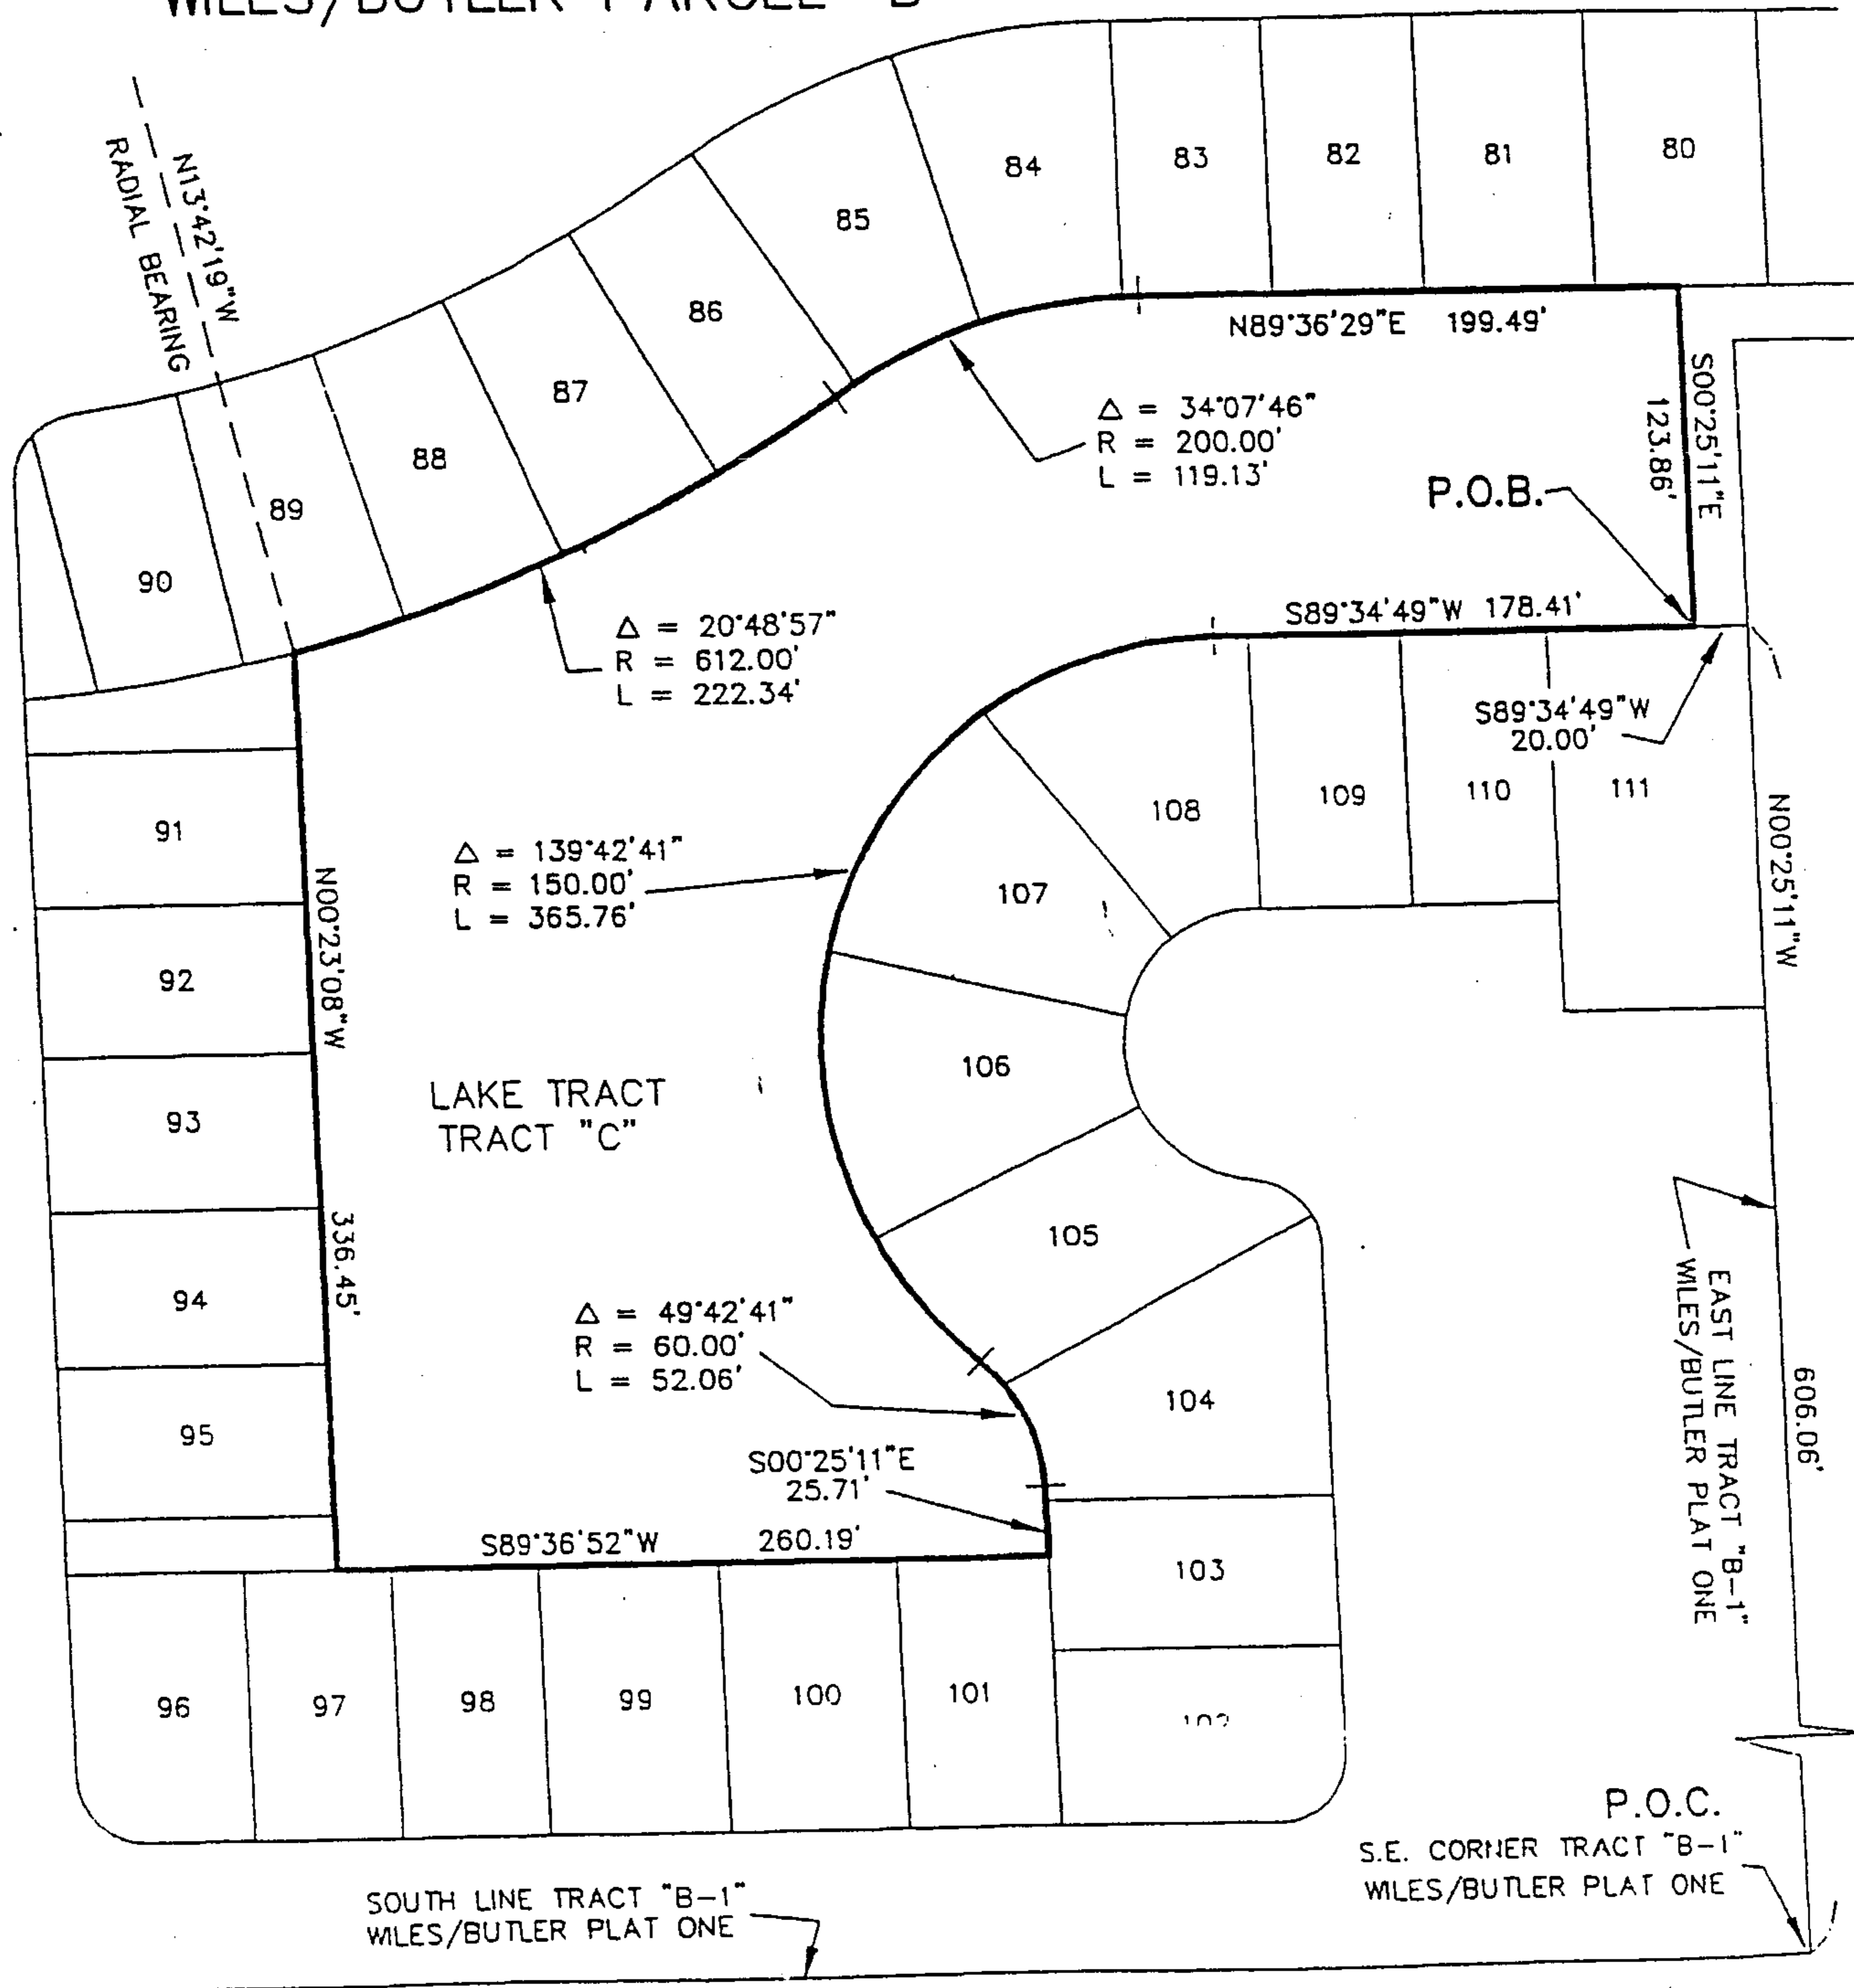 WILES/BUTLER PARCEL "B"
84
83
82
81
80
85
86
87
88
89
90
N13°42'19"W
RADIAL BEARING
N89°36'29"E 199.49'
S00°25'11"E
123.86'
Δ = 34°07'46"
R = 200.00'
L = 119.13'
P.O.B.
S89°34'49"W 178.41'
Δ = 20°48'57"
R = 612.00'
L = 222.34'
S89°34'49"W
20.00'
91
92
93
94
95
N00°23'08"W
336.45'
Δ = 139°42'41"
R = 150.00'
L = 365.76'
108
109
110
111
107
106
105
104
103
N00°25'11"W
606.06'
LAKE TRACT
TRACT "C"
EAST LINE TRACT "B-1"
WILES/BUTLER PLAT ONE
Δ = 49°42'41"
R = 60.00'
L = 52.06'
S00°25'11"E
25.71'
S89°36'52"W 260.19'
96
97
98
99
100
101
102
P.O.C.
S.E. CORNER TRACT "B-1"
WILES/BUTLER PLAT ONE
SOUTH LINE TRACT "B-1"
WILES/BUTLER PLAT ONE